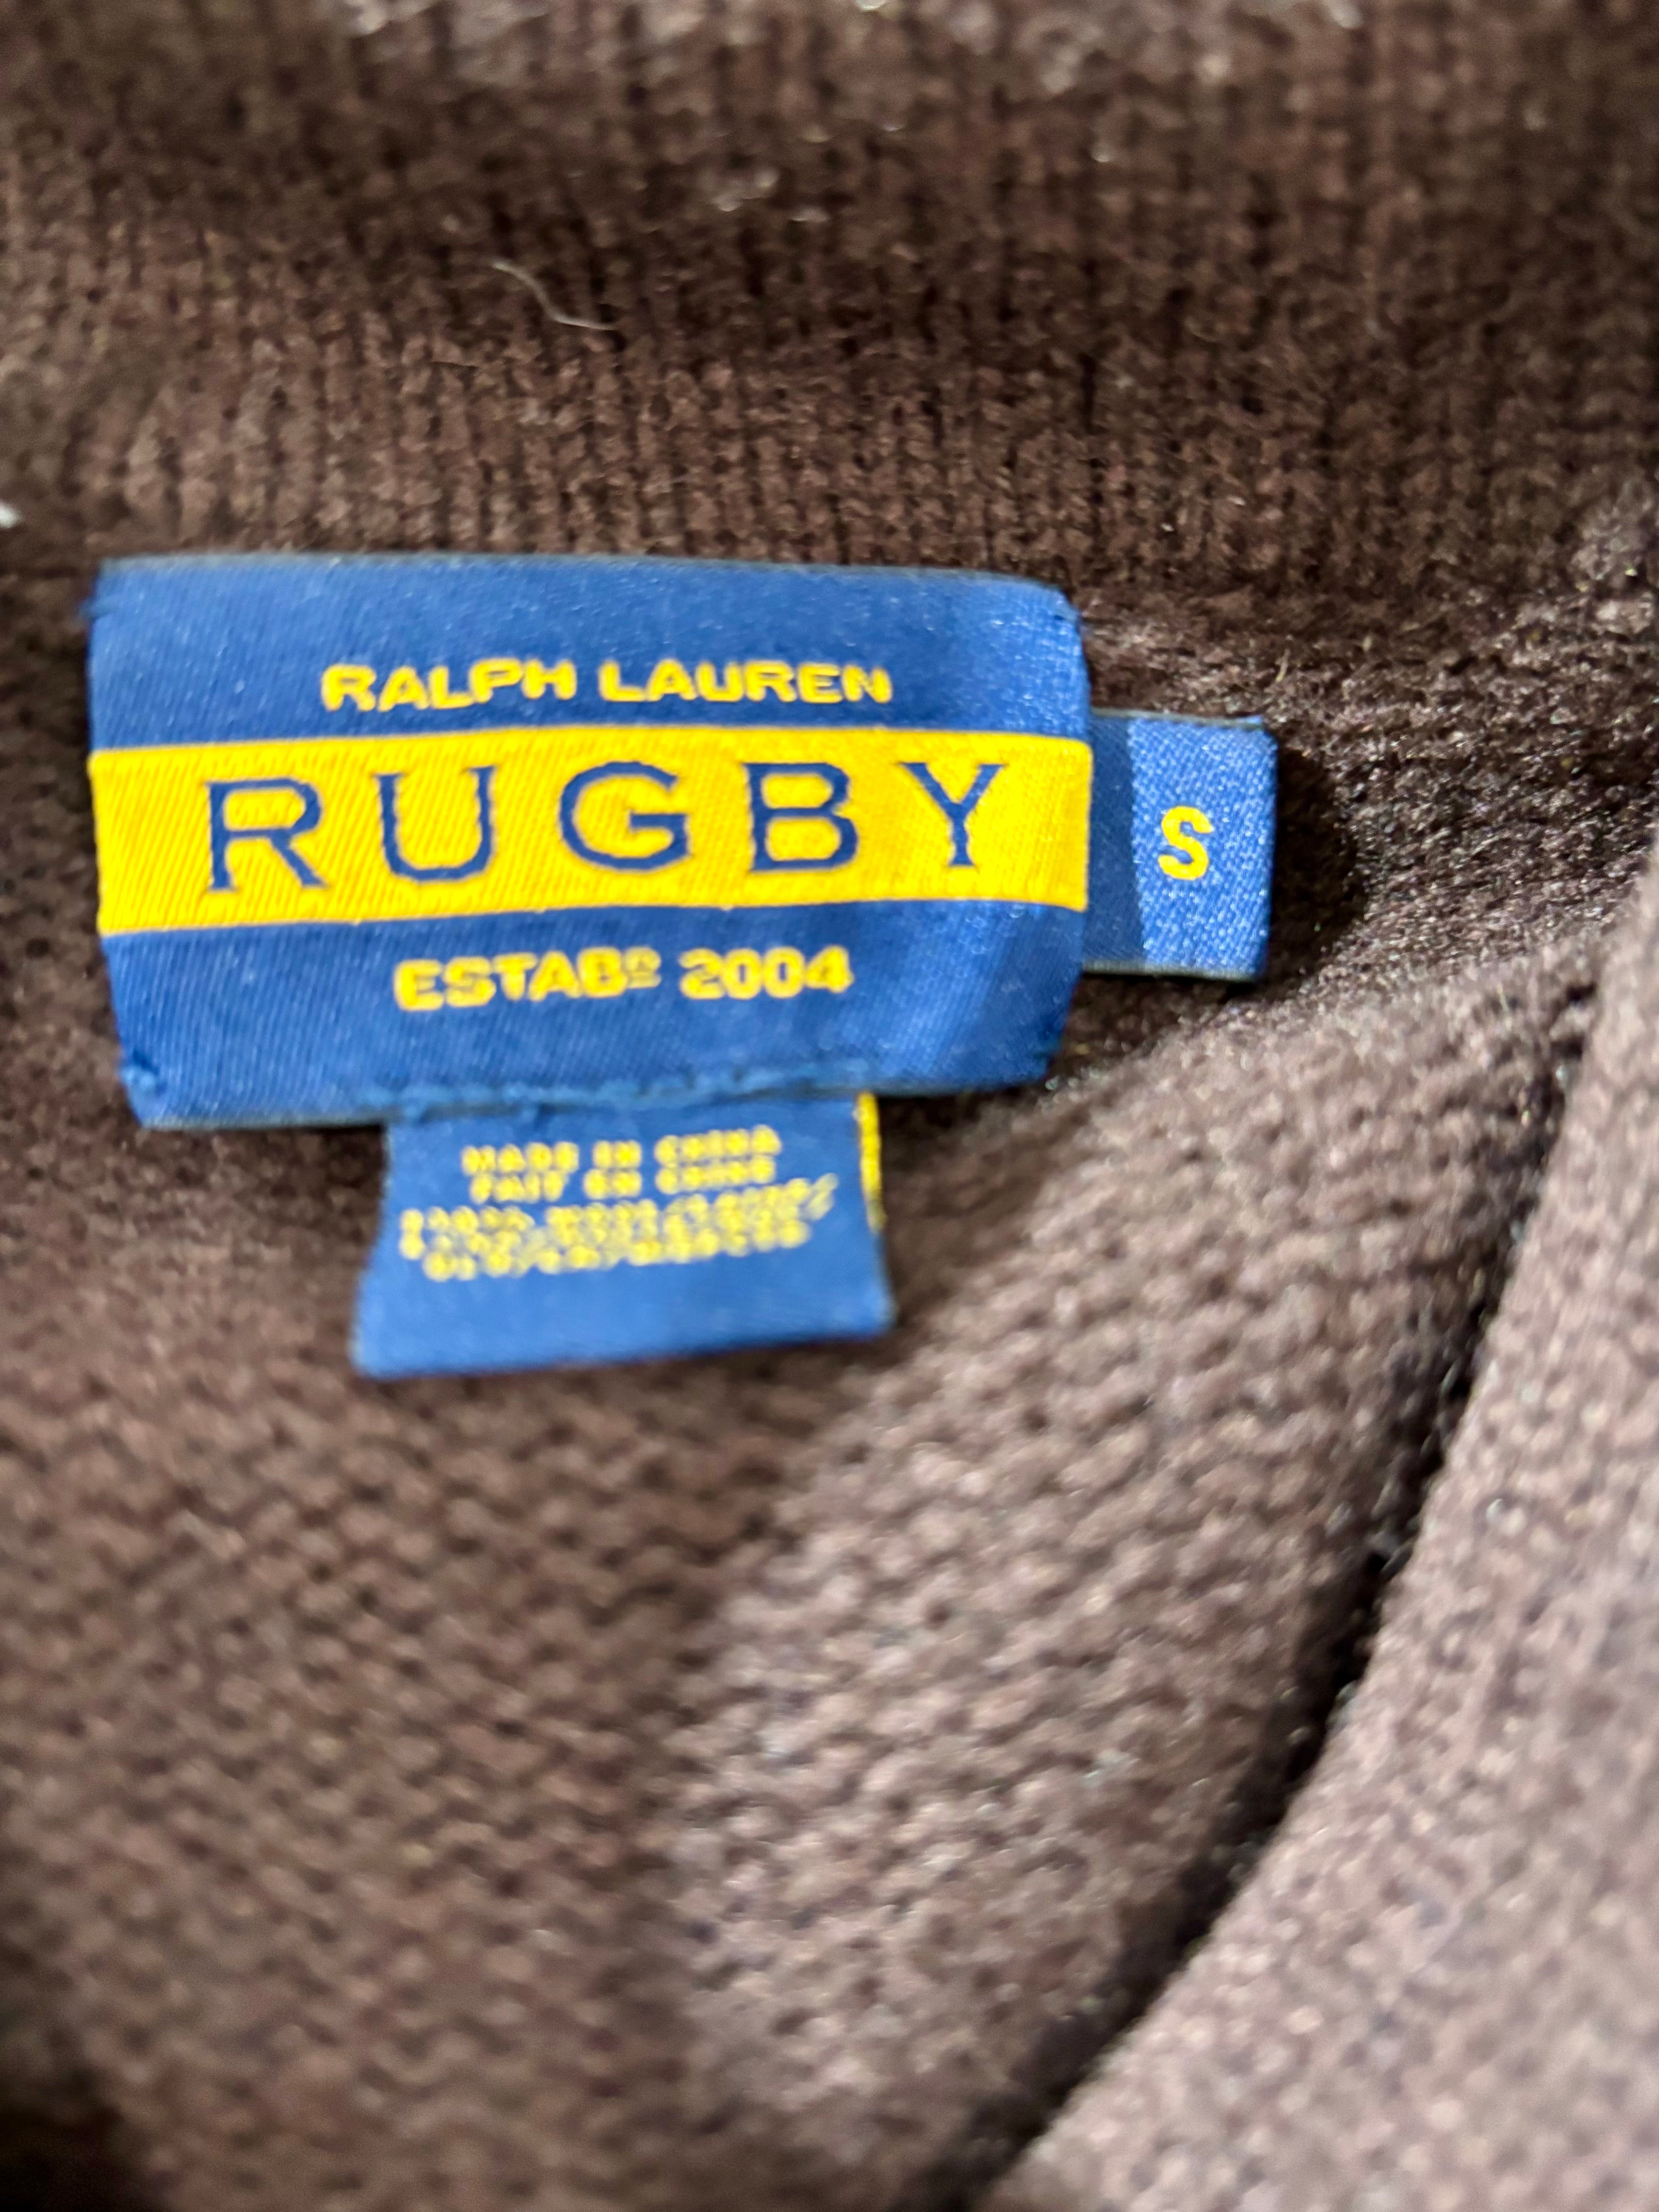 RALPH LAUREN
RUGBY
S
ESTABD 2004
MADE IN CHINA
FAIT EN CHINE